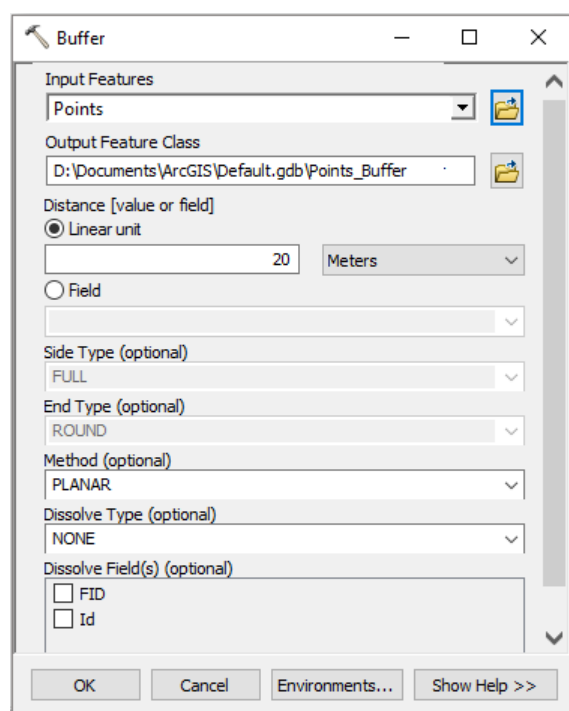 Buffer
Input Features
Points
Output Feature Class
D:\Documents\ArcGIS\Default.gdb\Points_Buffer
Distance [value or field]
Linear unit
20 Meters
Field
Side Type (optional)
FULL
End Type (optional)
ROUND
Method (optional)
PLANAR
Dissolve Type (optional)
NONE
Dissolve Field(s) (optional)
FID
Id
OK Cancel Environments... Show Help >>